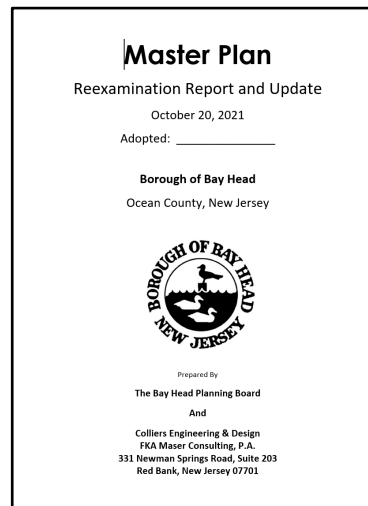 Master Plan
Reexamination Report and Update
October 20, 2021
Adopted: _______________
Borough of Bay Head
Ocean County, New Jersey
BOROUGH OF BAY HEAD
NEW JERSEY
Prepared By
The Bay Head Planning Board
And
Colliers Engineering & Design
FKA Maser Consulting, P.A.
331 Newman Springs Road, Suite 203
Red Bank, New Jersey 07701